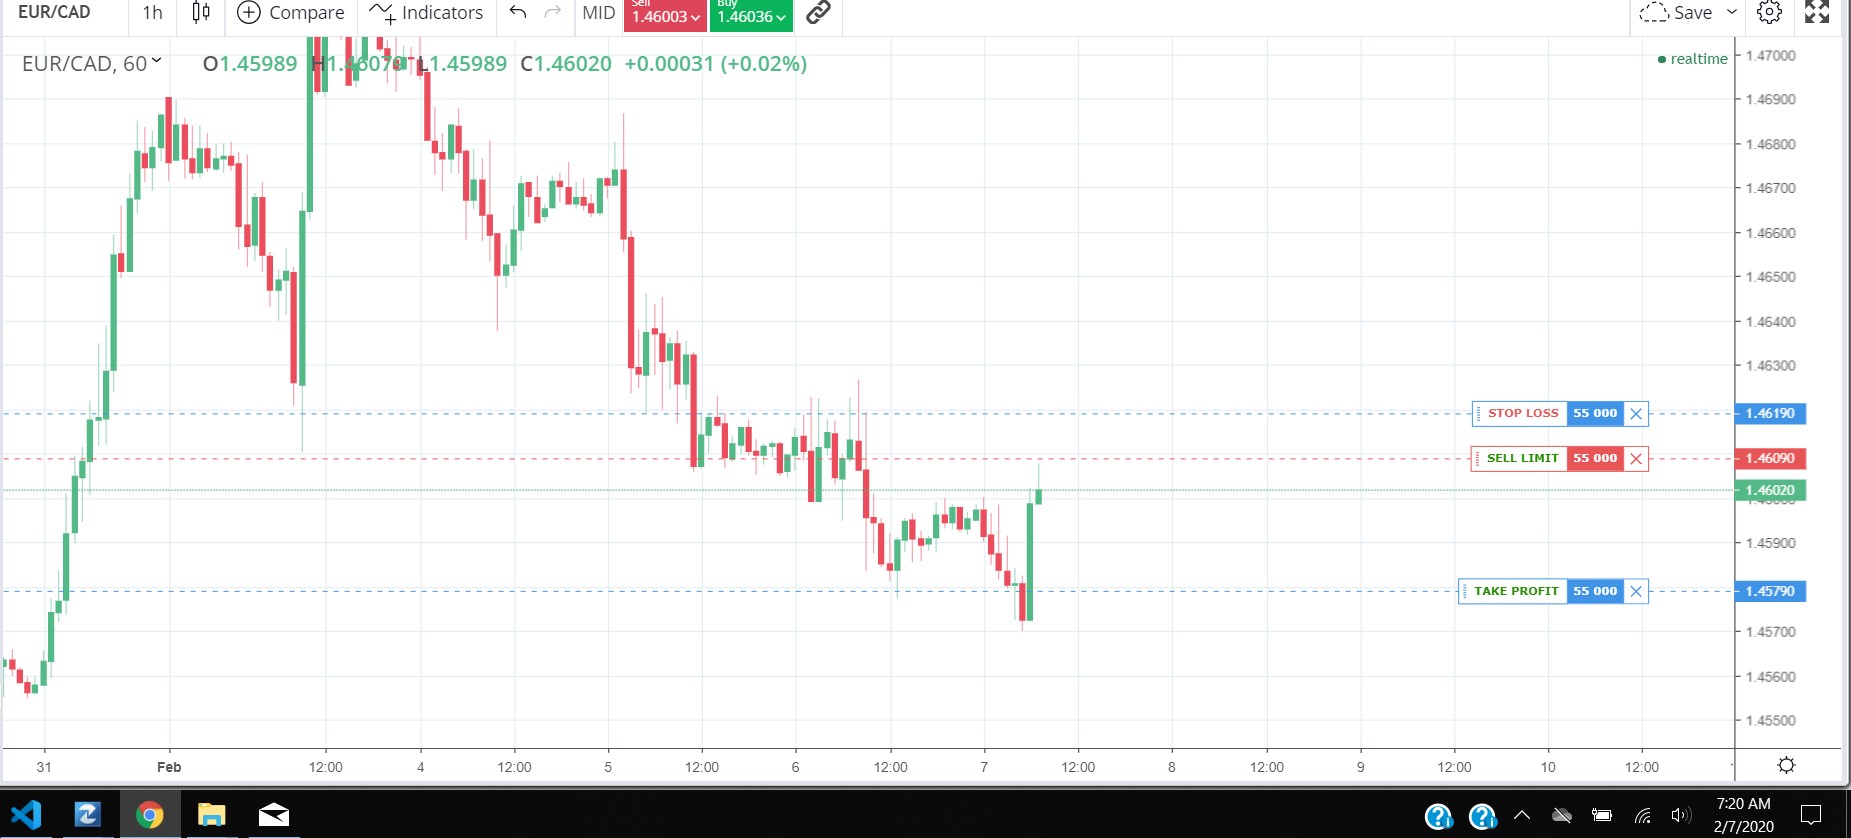 EUR/CAD 1h Compare Indicators MID Sell 1.46003 Buy 1.46036 Save
EUR/CAD, 60 O1.45989 H1.46079 L1.45989 C1.46020 +0.00031 (+0.02%)
realtime
1.47000
1.46900
1.46800
1.46700
1.46600
1.46500
1.46400
1.46300
STOP LOSS 55 000 1.46190
SELL LIMIT 55 000 1.46090
1.46020
1.45900
TAKE PROFIT 55 000 1.45790
1.45700
1.45600
1.45500
31 Feb 12:00 4 12:00 5 12:00 6 12:00 7 12:00 8 12:00 9 12:00 10 12:00
7:20 AM
2/7/2020